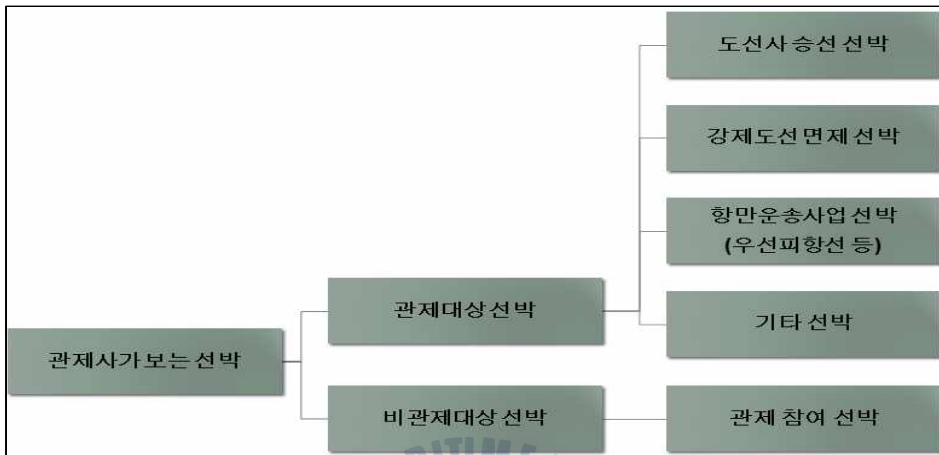 도선사 승선 선박
강제도선면제 선박
항만운송사업 선박
(우선피항선 등)
관제대상 선박
기타 선박
관제사가 보는 선박
비관제대상 선박
관제 참여 선박